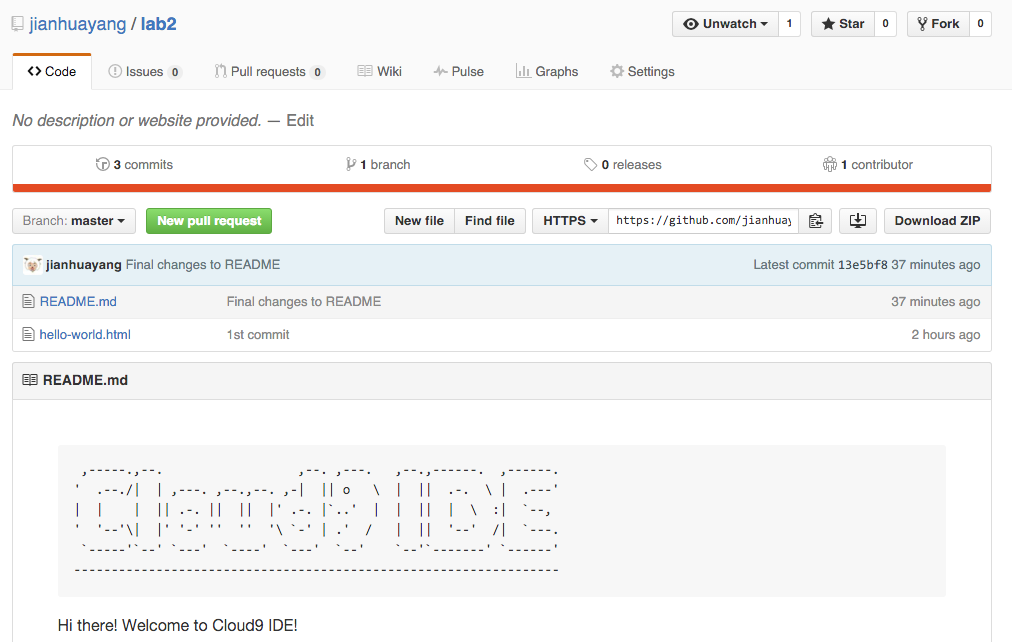 jianhuayang / lab2
Unwatch 1 Star 0 Fork 0
Code Issues 0 Pull requests 0 Wiki Pulse Graphs Settings
No description or website provided. — Edit
3 commits 1 branch 0 releases 1 contributor
Branch: master New pull request New file Find file HTTPS https://github.com/jianhuay Download ZIP
jianhuayang Final changes to README Latest commit 13e5bf8 37 minutes ago
README.md Final changes to README 37 minutes ago
hello-world.html 1st commit 2 hours ago
README.md
 ,-----.,--.                  ,--. ,---.   ,--.,------.  ,------.
'  .--./|  | ,---. ,--.,--. ,-|  || o   \  |  ||  .-.  \ |  .---'
|  |    |  || .-. ||  ||  |' .-. |`..'  |  |  ||  |  \  :|  `--, 
'  '--'\|  |' '-' ''  ''  '\ `-' | .'  /   |  ||  '--'  /|  `---.
 `-----'`--' `---'  `----'  `---'  `--'    `--'`-------' `------'
-----------------------------------------------------------------
Hi there! Welcome to Cloud9 IDE!